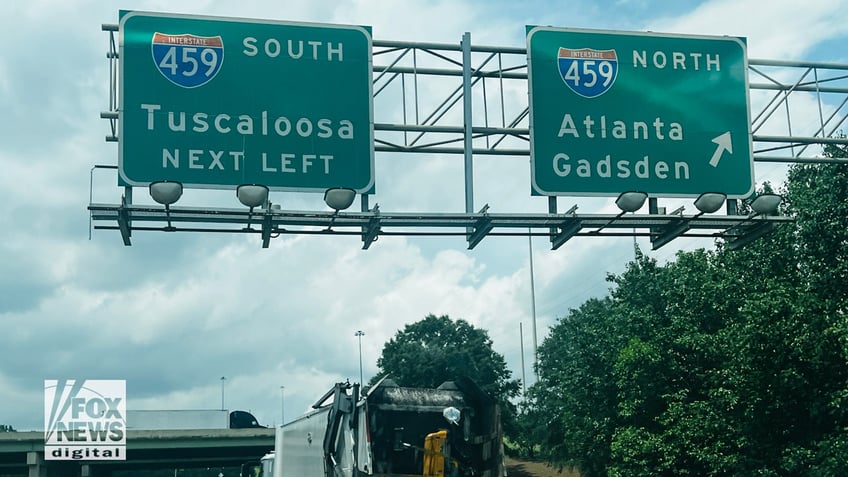 INTERSTATE
459
SOUTH
Tuscaloosa
NEXT LEFT
INTERSTATE
459
NORTH
Atlanta
Gadsden
FOX
NEWS
digital